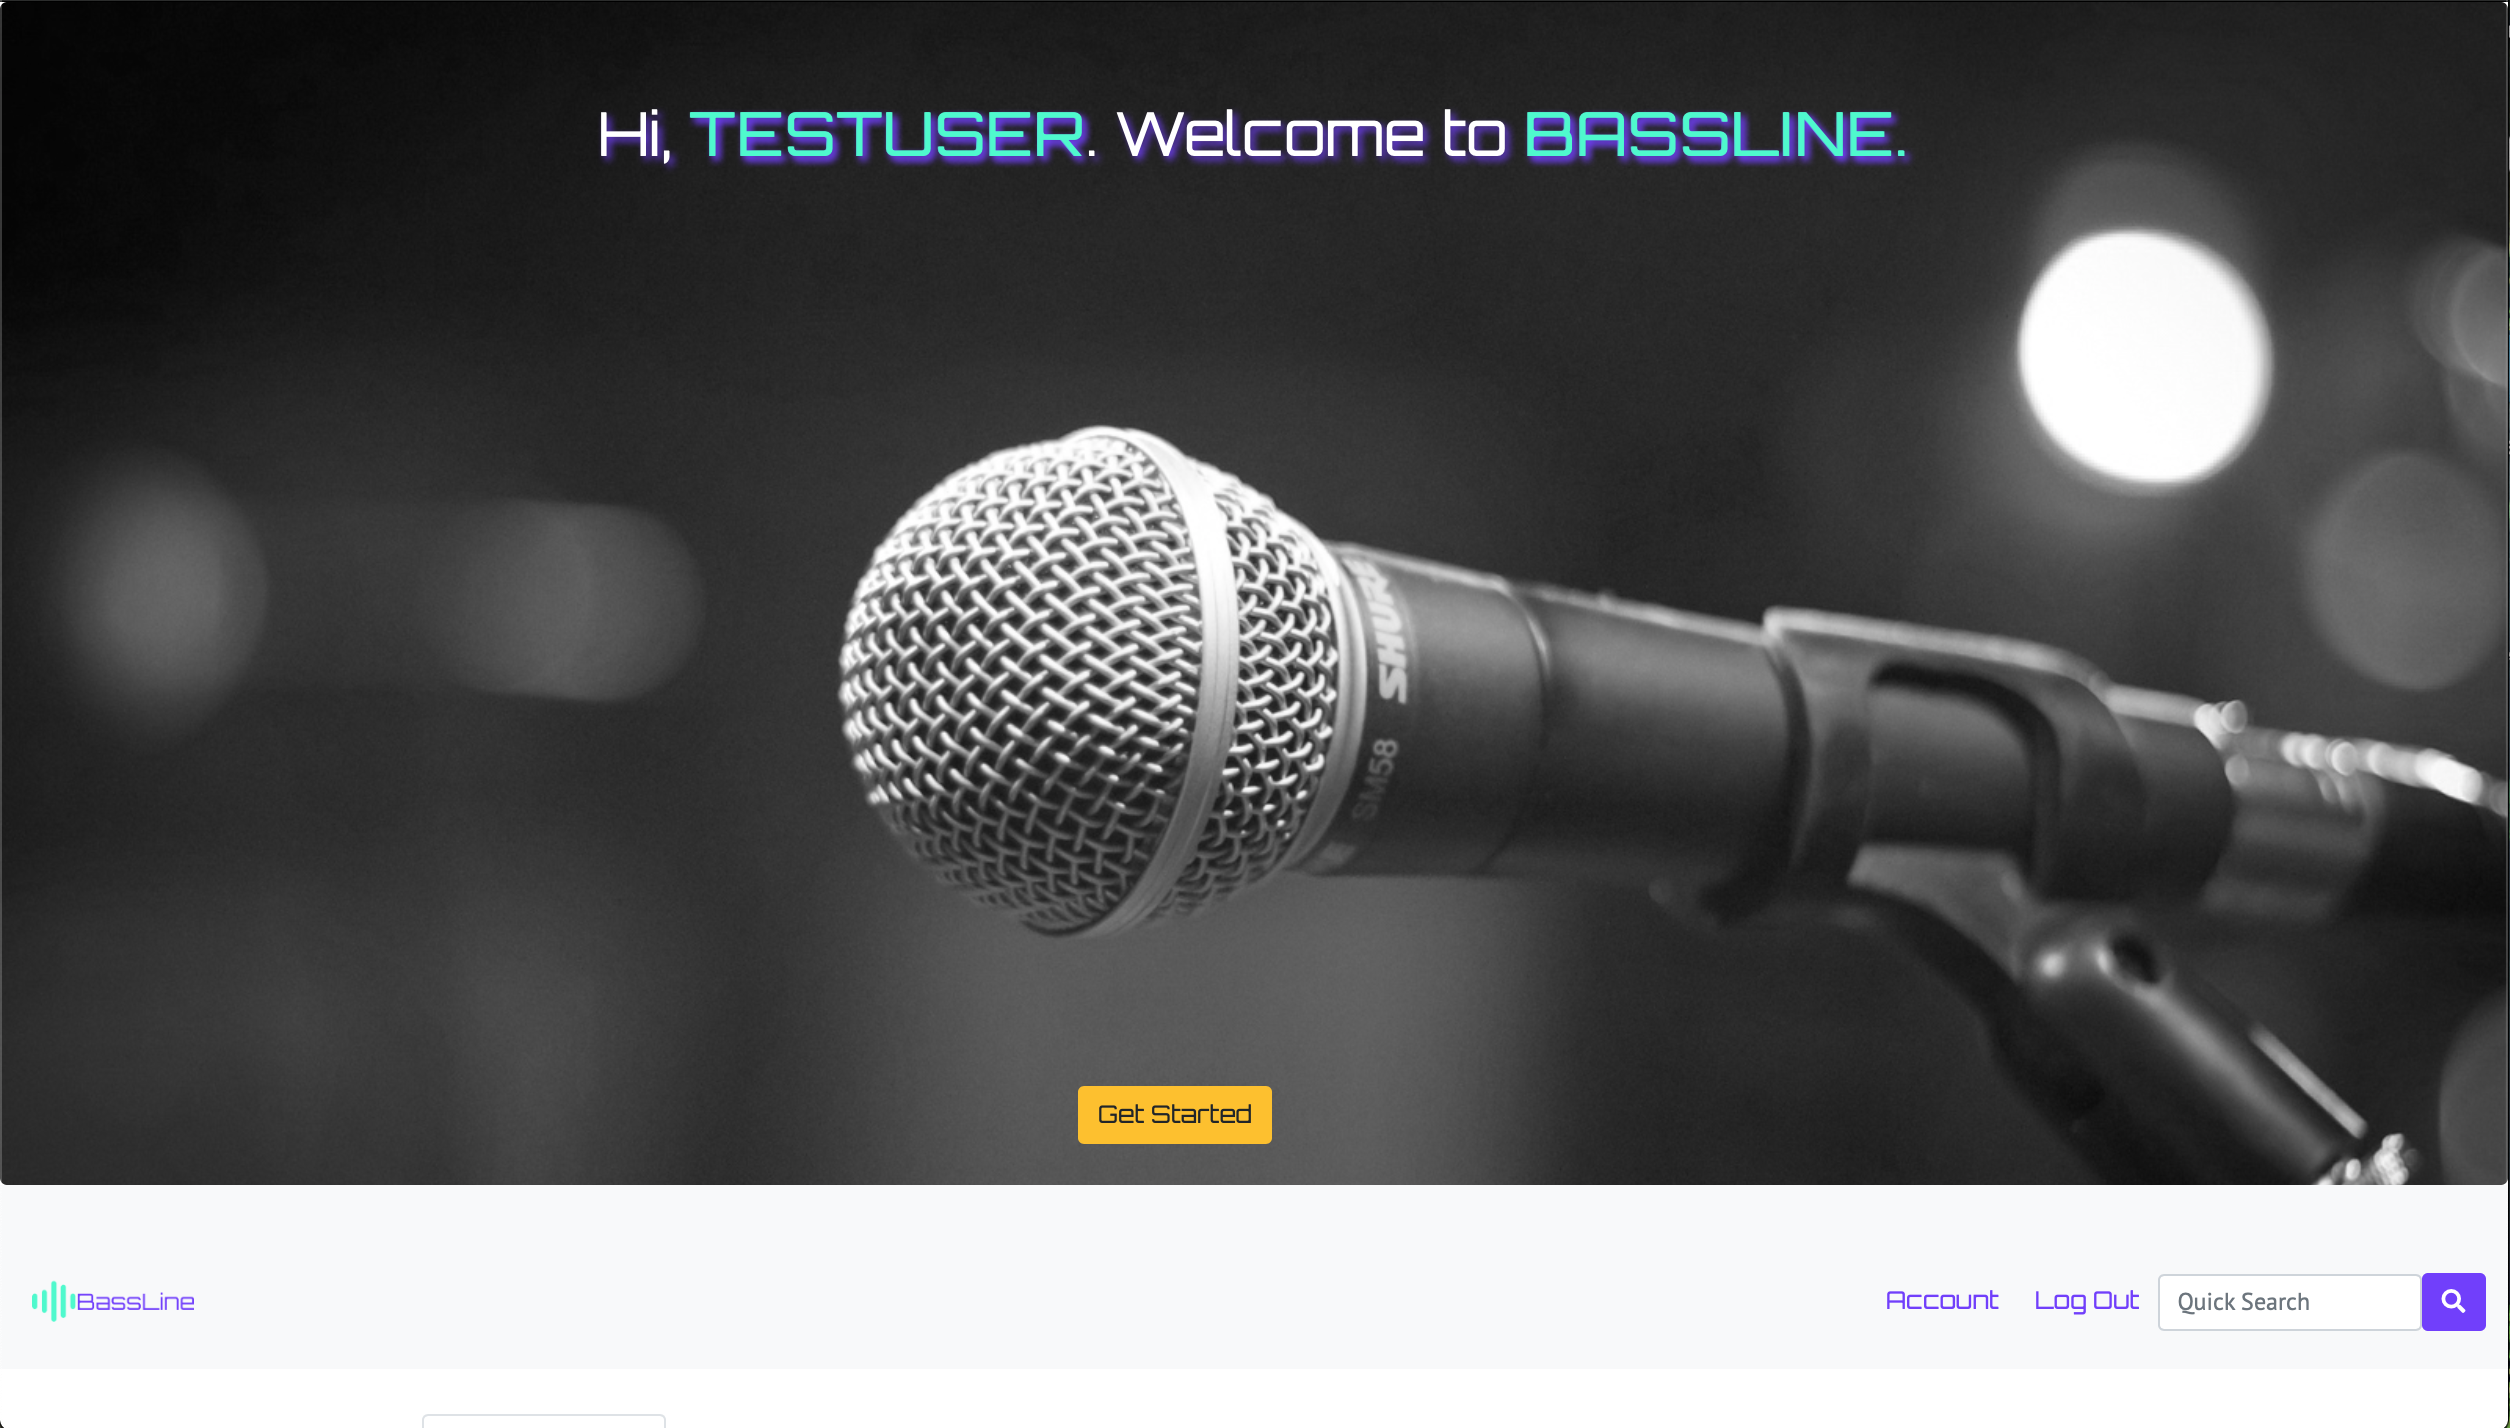 Hi, TESTUSER. Welcome to BASSLINE.
SHURE
SM58
Get Started
BassLine
Account
Log Out
Quick Search